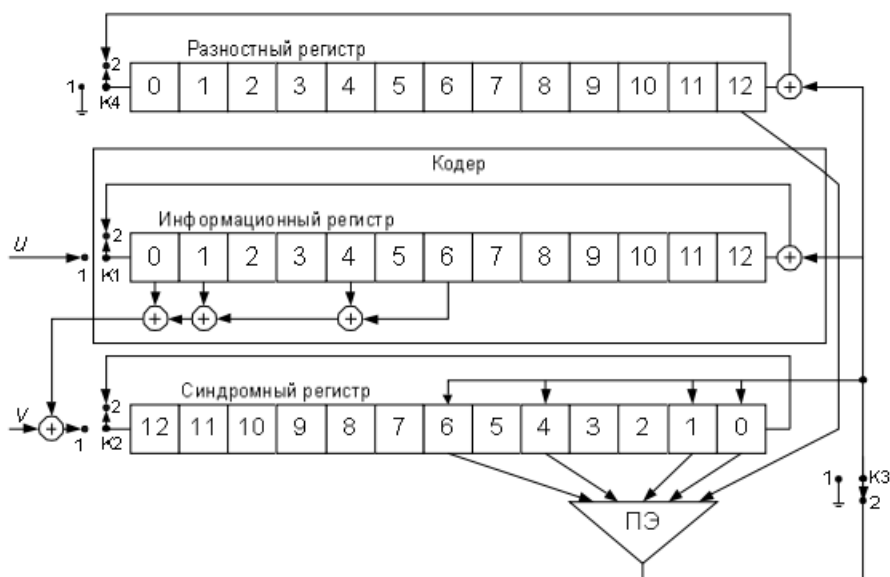 Разностный регистр
2
1
К4
0 1 2 3 4 5 6 7 8 9 10 11 12
+
Кодер
Информационный регистр
2
u
1
К1
0 1 2 3 4 5 6 7 8 9 10 11 12
+
+ + +
Синдромный регистр
2
V
+
1
К2
12 11 10 9 8 7 6 5 4 3 2 1 0
1
К3
2
ПЭ